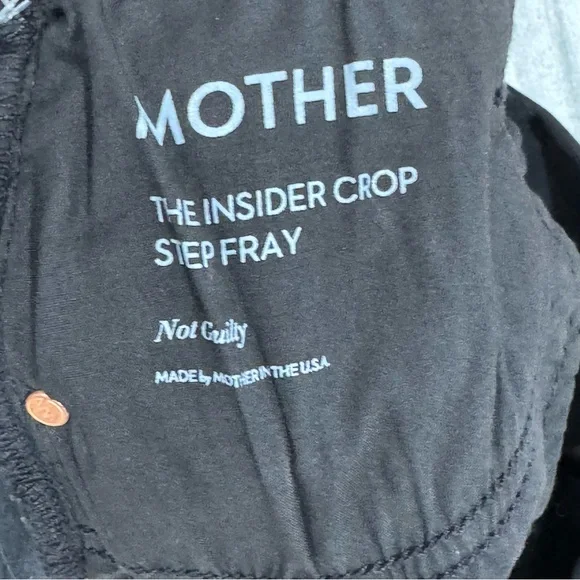 MOTHER
THE INSIDER CROP
STEP FRAY
Not Guilty
MADE by MOTHER IN THE U.S.A.